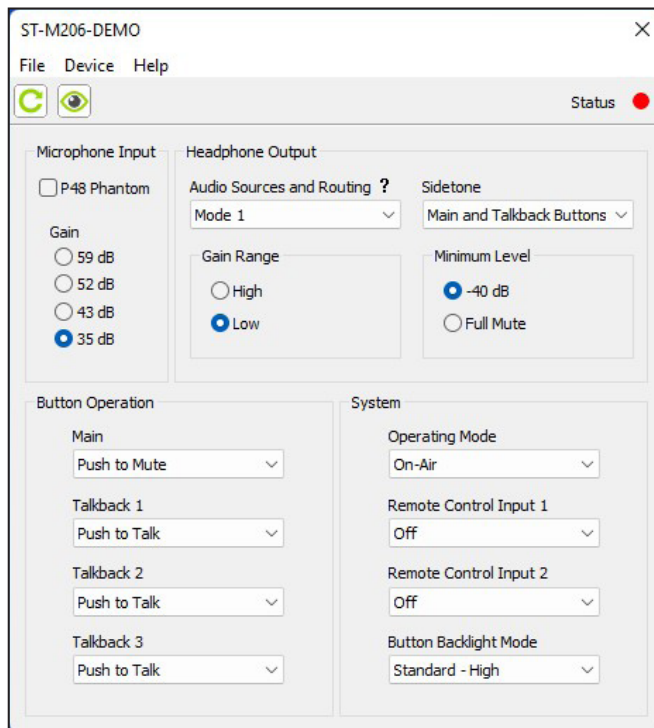 ST-M206-DEMO
File Device Help
Status
Microphone Input
P48 Phantom
Gain
59 dB
52 dB
43 dB
35 dB
Headphone Output
Audio Sources and Routing ?
Mode 1
Sidetone
Main and Talkback Buttons
Gain Range
High
Low
Minimum Level
-40 dB
Full Mute
Button Operation
Main
Push to Mute
Talkback 1
Push to Talk
Talkback 2
Push to Talk
Talkback 3
Push to Talk
System
Operating Mode
On-Air
Remote Control Input 1
Off
Remote Control Input 2
Off
Button Backlight Mode
Standard - High